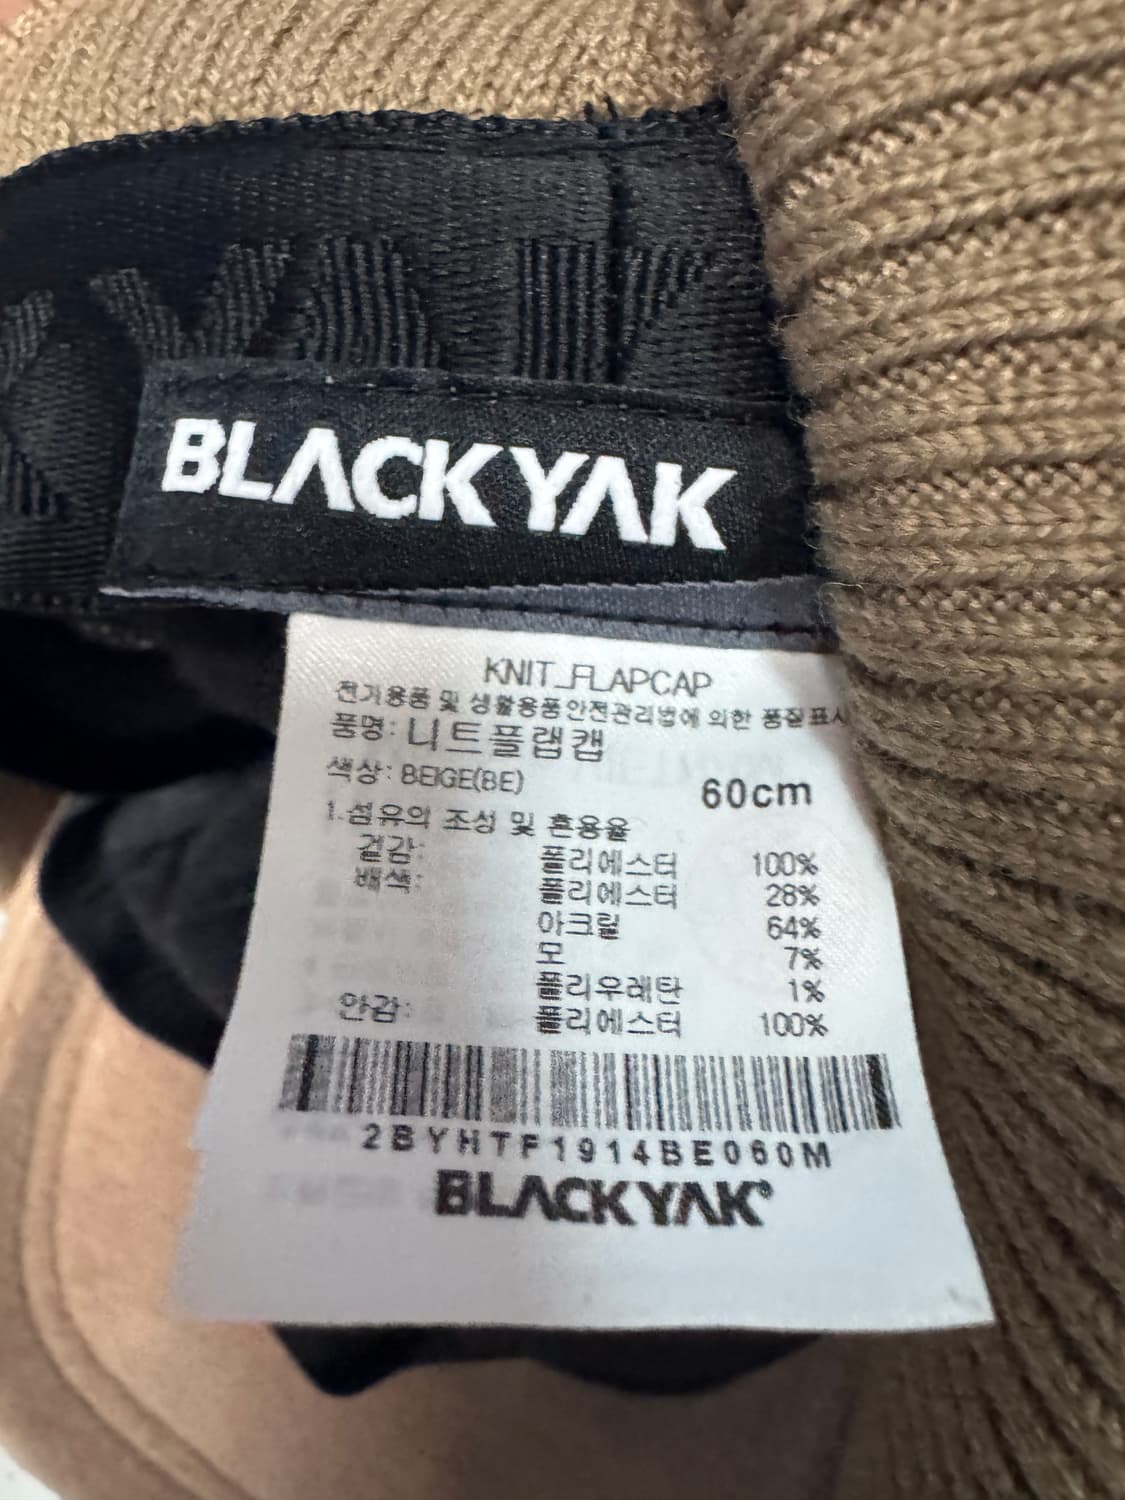 BLACKYAK
KNIT_FLAPCAP
전기용품 및 생활용품안전관리법에 의한 품질표시
품명: 니트플랩캡
색상: BEIGE(BE)
60cm
1.섬유의 조성 및 혼용율
겉감: 폴리에스터 100%
배색: 폴리에스터 28%
아크릴 64%
모 7%
폴리우레탄 1%
안감: 폴리에스터 100%
2BYHTF1914BE060M
BLACKYAK®